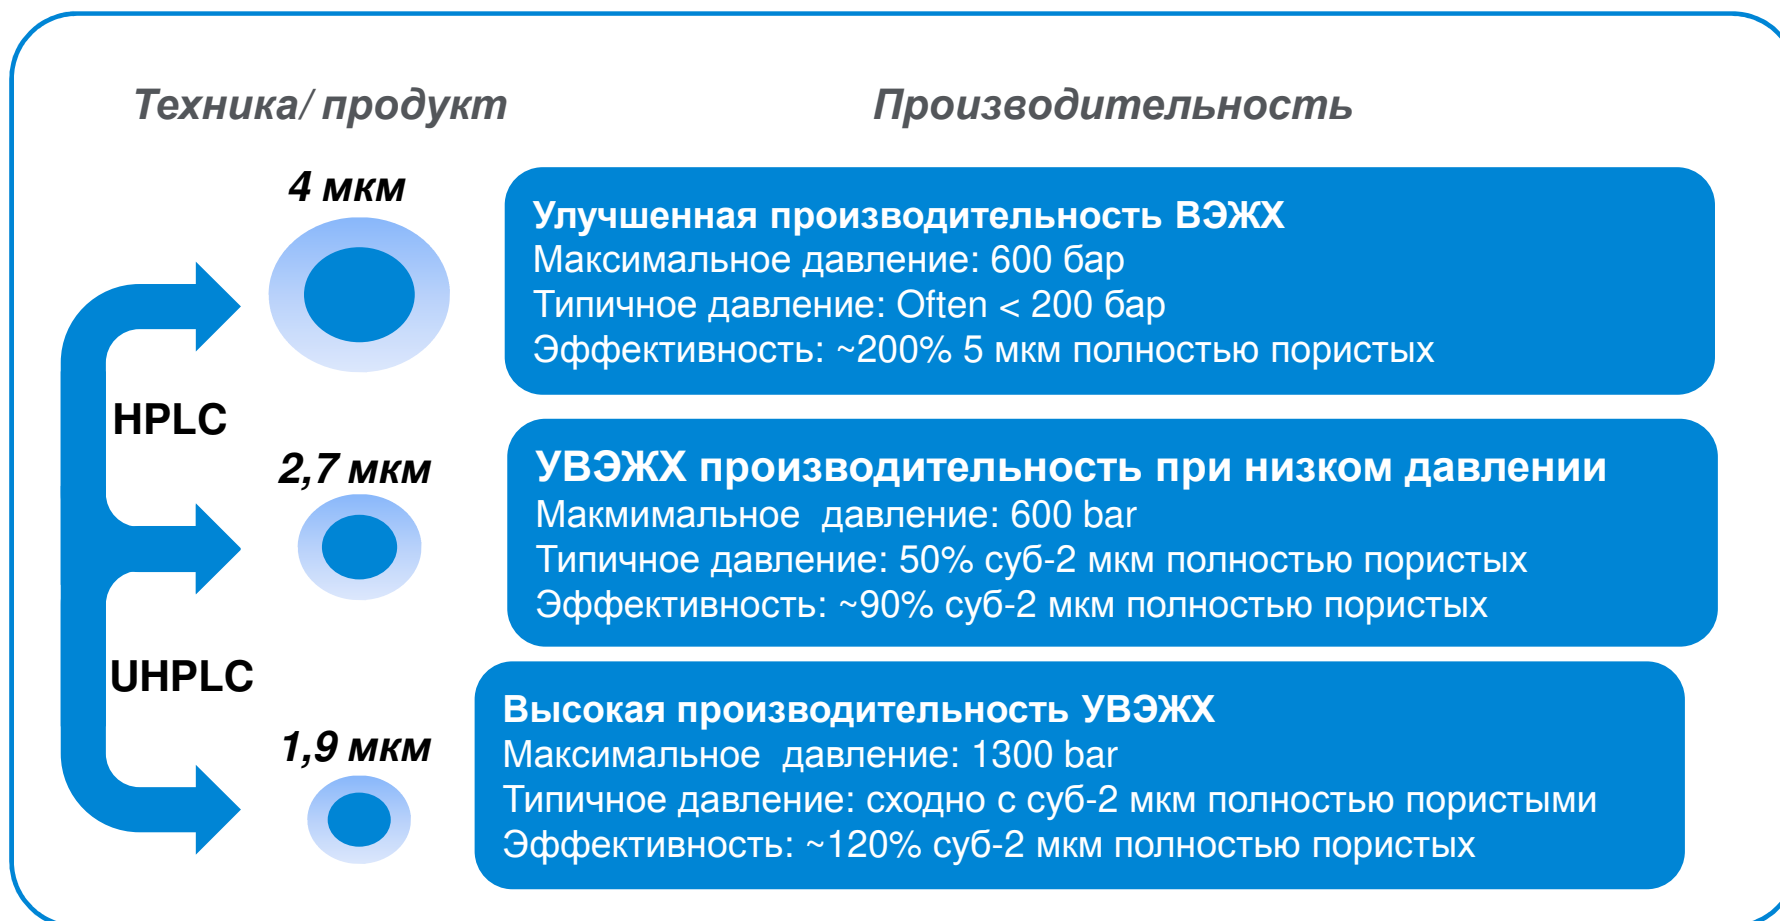 Техника/ продукт
Производительность
4 мкм
Улучшенная производительность ВЭЖХ
Максимальное давление: 600 бар
Типичное давление: Often < 200 бар
Эффективность: ~200% 5 мкм полностью пористых
HPLC
2,7 мкм
УВЭЖХ производительность при низком давлении
Макмимальное  давление: 600 bar
Типичное давление: 50% суб-2 мкм полностью пористых
Эффективность: ~90% суб-2 мкм полностью пористых
UHPLC
1,9 мкм
Высокая производительность УВЭЖХ
Максимальное  давление: 1300 bar
Типичное давление: сходно с суб-2 мкм полностью пористыми
Эффективность: ~120% суб-2 мкм полностью пористых